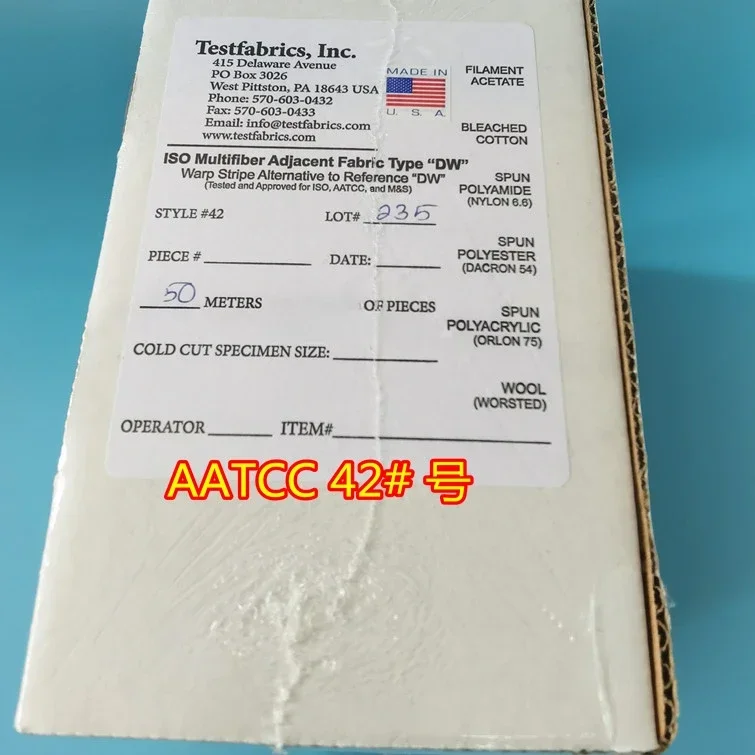 Testfabrics, Inc.
415 Delaware Avenue
PO Box 3026
West Pittston, PA 18643 USA
Phone: 570-603-0432
Fax: 570-603-0433
Email: info@testfabrics.com
www.testfabrics.com
MADE IN
U. S. A.
FILAMENT
ACETATE
BLEACHED
COTTON
ISO Multifiber Adjacent Fabric Type "DW"
Warp Stripe Alternative to Reference "DW"
(Tested and Approved for ISO, AATCC, and M&S)
SPUN
POLYAMIDE
(NYLON 6.6)
STYLE #42 LOT# 235
SPUN
POLYESTER
(DACRON 54)
PIECE # DATE:
50 METERS OF PIECES
SPUN
POLYACRYLIC
(ORLON 75)
COLD CUT SPECIMEN SIZE:
WOOL
(WORSTED)
OPERATOR ITEM#
AATCC 42# 号